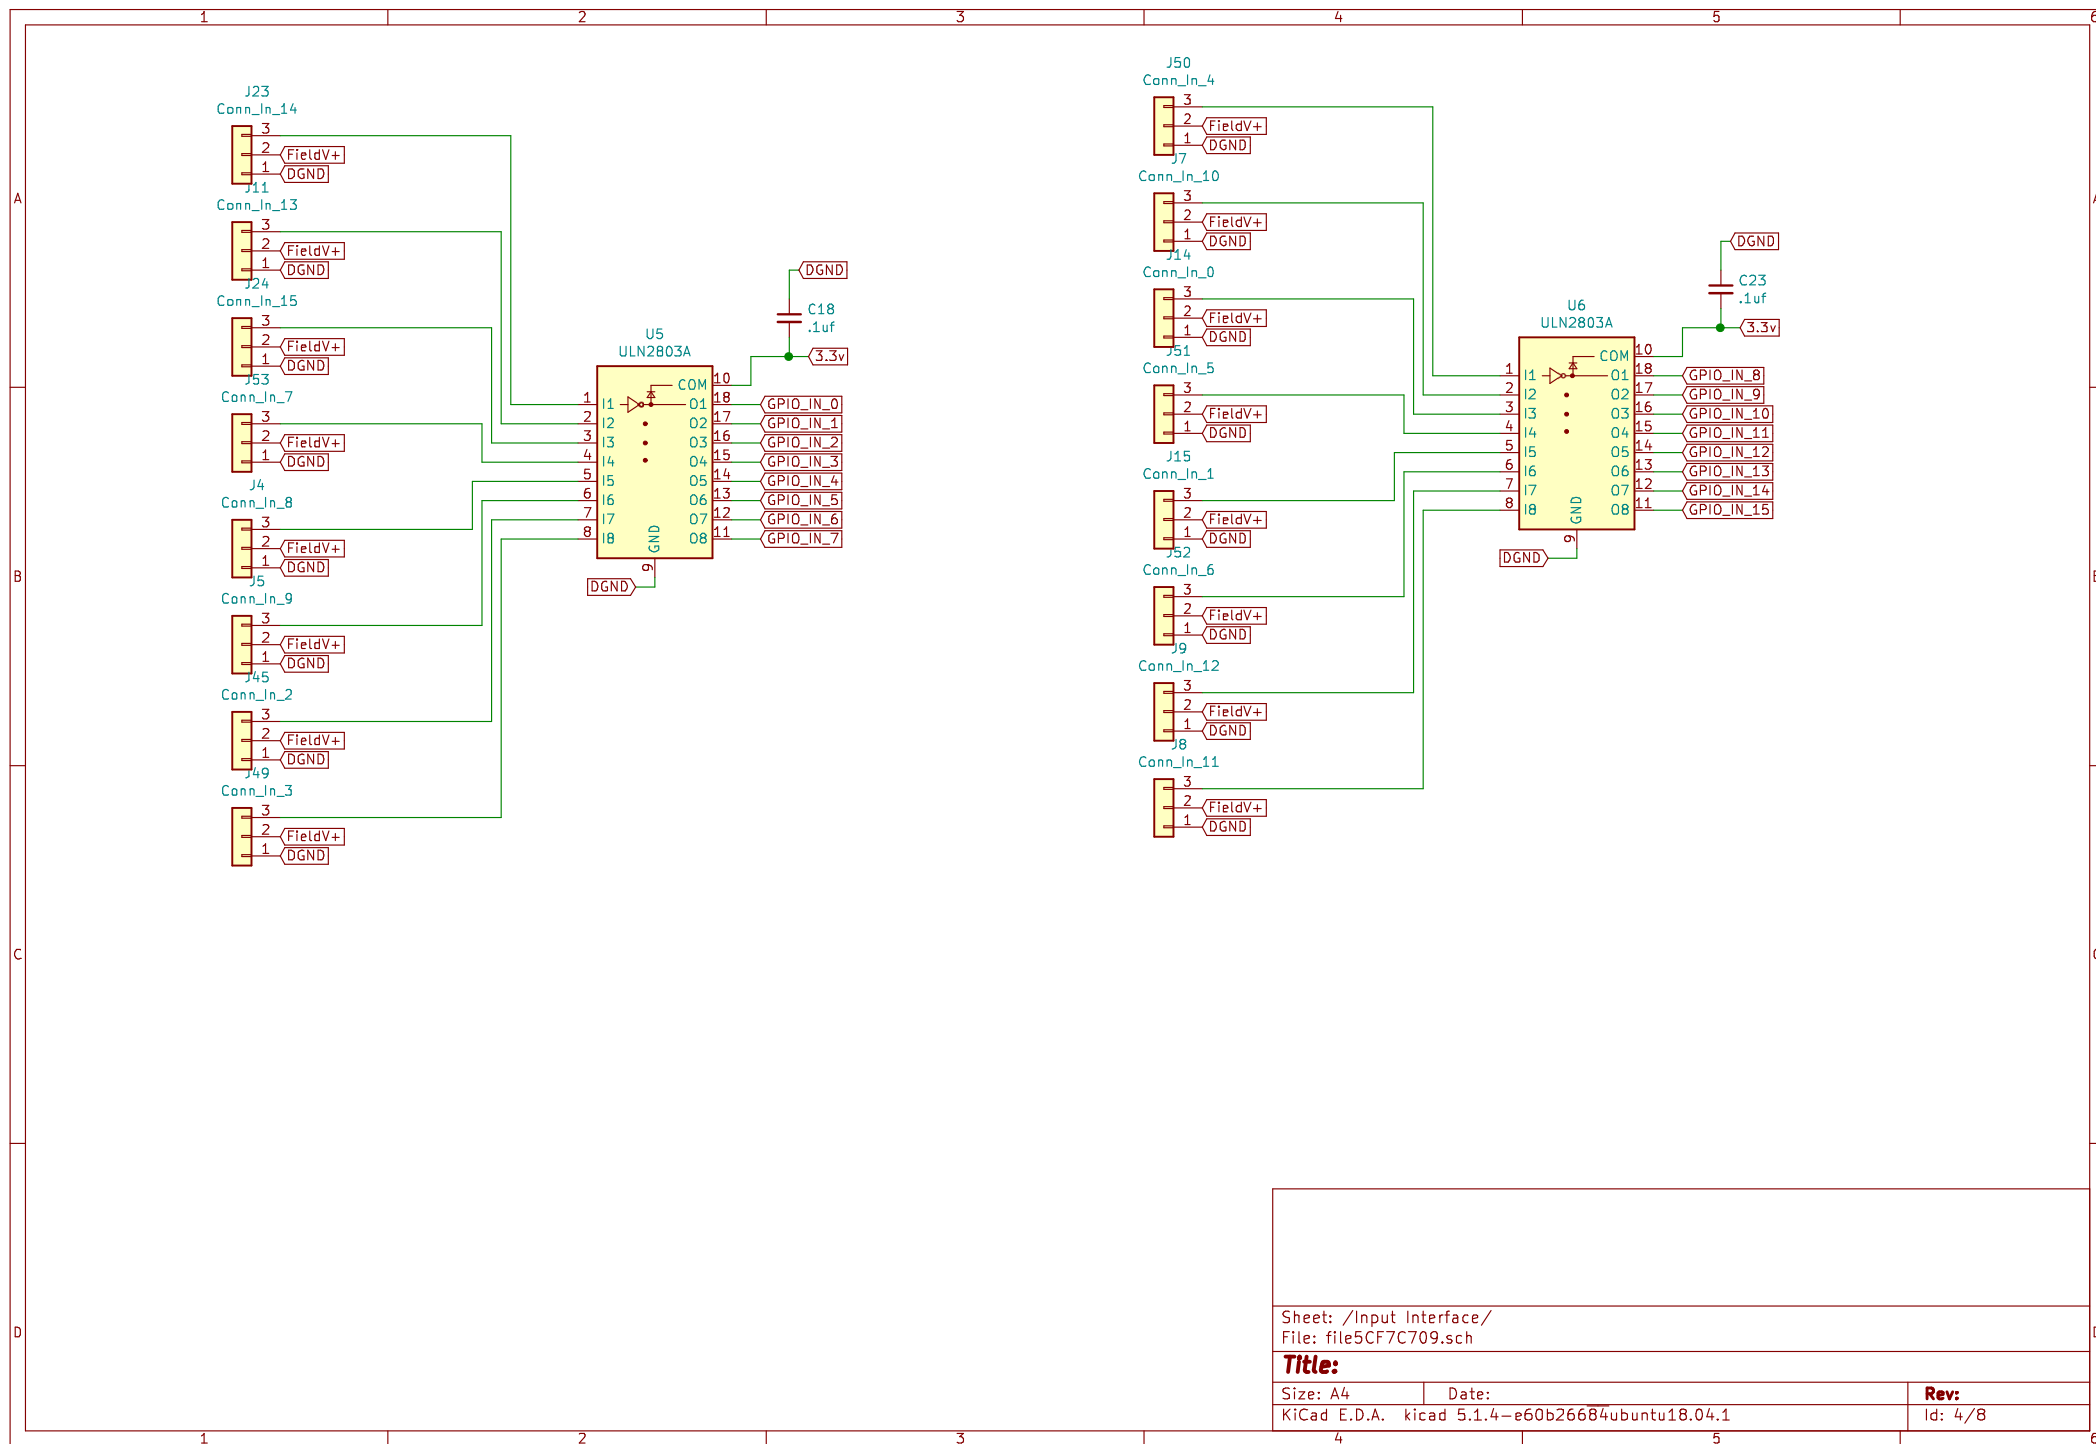 1 2 3 4 5 6
A
B
C
D
J23
Conn_In_14
3
2 FieldV+
1 DGND
J11
Conn_In_13
3
2 FieldV+
1 DGND
J24
Conn_In_15
3
2 FieldV+
1 DGND
J53
Conn_In_7
3
2 FieldV+
1 DGND
J4
Conn_In_8
3
2 FieldV+
1 DGND
J5
Conn_In_9
3
2 FieldV+
1 DGND
J45
Conn_In_2
3
2 FieldV+
1 DGND
J49
Conn_In_3
3
2 FieldV+
1 DGND
DGND
C18
.1uf
3.3v
U5
ULN2803A
COM 10
1 I1 O1 18 GPIO_IN_0
2 I2 O2 17 GPIO_IN_1
3 I3 O3 16 GPIO_IN_2
4 I4 O4 15 GPIO_IN_3
5 I5 O5 14 GPIO_IN_4
6 I6 O6 13 GPIO_IN_5
7 I7 O7 12 GPIO_IN_6
8 I8 O8 11 GPIO_IN_7
GND
9
DGND
J50
Conn_In_4
3
2 FieldV+
1 DGND
J7
Conn_In_10
3
2 FieldV+
1 DGND
J14
Conn_In_0
3
2 FieldV+
1 DGND
J51
Conn_In_5
3
2 FieldV+
1 DGND
J15
Conn_In_1
3
2 FieldV+
1 DGND
J52
Conn_In_6
3
2 FieldV+
1 DGND
J9
Conn_In_12
3
2 FieldV+
1 DGND
J8
Conn_In_11
3
2 FieldV+
1 DGND
DGND
C23
.1uf
3.3v
U6
ULN2803A
COM 10
1 I1 O1 18 GPIO_IN_8
2 I2 O2 17 GPIO_IN_9
3 I3 O3 16 GPIO_IN_10
4 I4 O4 15 GPIO_IN_11
5 I5 O5 14 GPIO_IN_12
6 I6 O6 13 GPIO_IN_13
7 I7 O7 12 GPIO_IN_14
8 I8 O8 11 GPIO_IN_15
GND
9
DGND
A
B
C
D
Sheet: /Input Interface/
File: file5CF7C709.sch
Title:
Size: A4 Date: Rev:
KiCad E.D.A. kicad 5.1.4-e60b26684ubuntu18.04.1 Id: 4/8
1 2 3 4 5 6